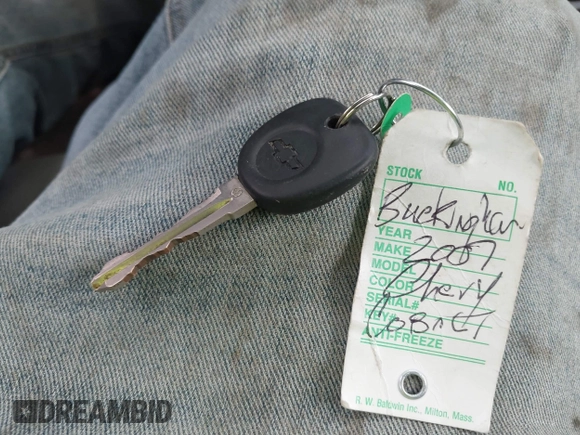 STOCK NO.
Buckingham
YEAR 2007
MAKE
MODEL Chevy
COLOR
SERIAL# Cobalt
KEY#
ANTI-FREEZE
R. W. Baldwin Inc., Milton, Mass.
DREAMBID